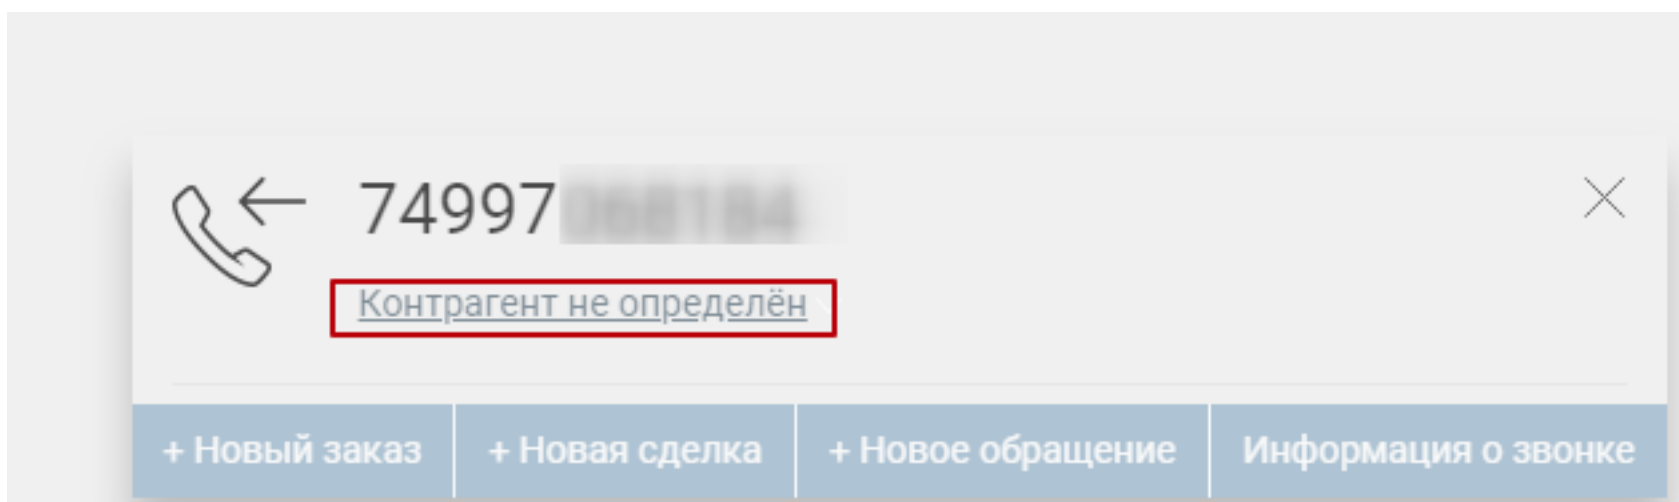 74997
Контрагент не определён
+ Новый заказ
+ Новая сделка
+ Новое обращение
Информация о звонке